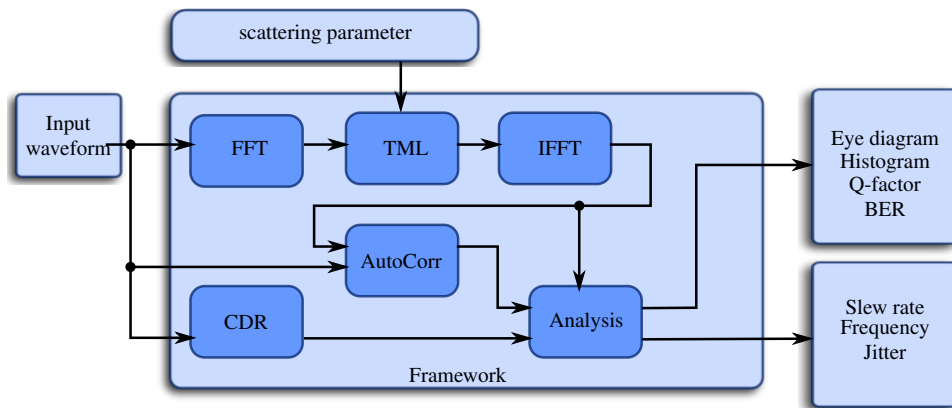 scattering parameter
Input
waveform
FFT
TML
IFFT
AutoCorr
CDR
Analysis
Framework
Eye diagram
Histogram
Q-factor
BER
Slew rate
Frequency
Jitter